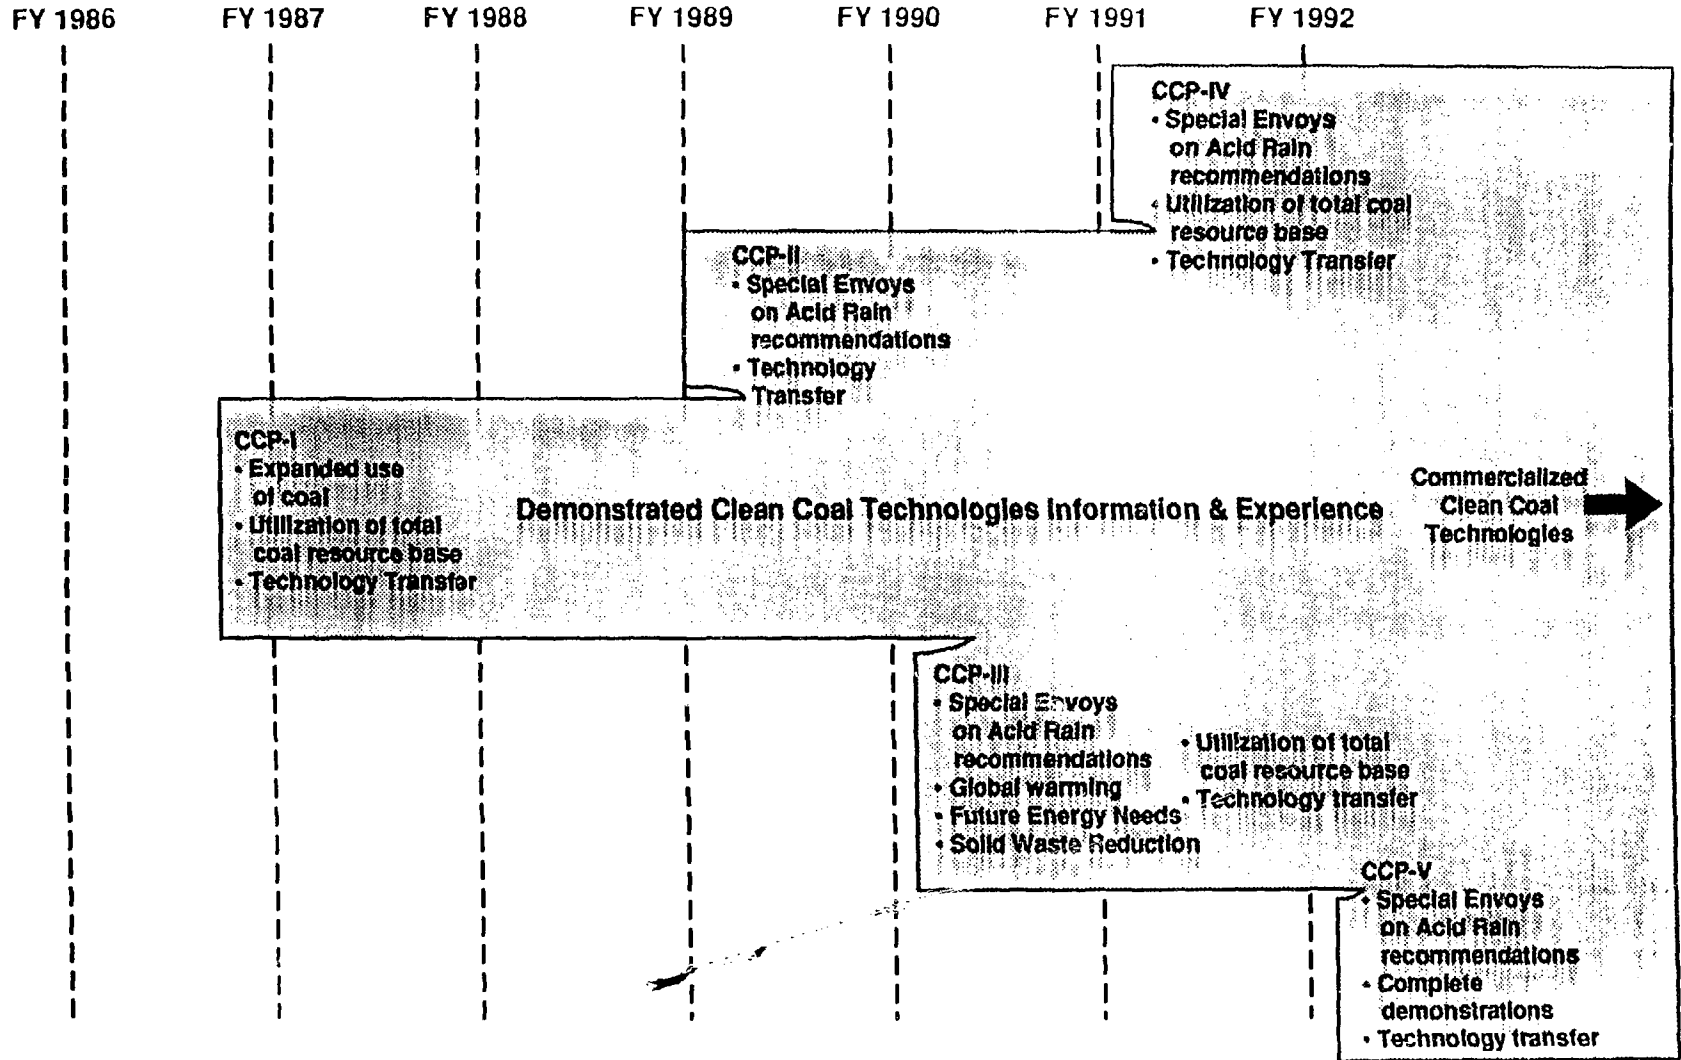 FY 1986 FY 1987 FY 1988 FY 1989 FY 1990 FY 1991 FY 1992
CCP-IV
• Special Envoys
on Acid Rain
recommendations
• Utilization of total coal
resource base
• Technology Transfer
CCP-II
• Special Envoys
on Acid Rain
recommendations
• Technology
Transfer
CCP-I
• Expanded use
of coal
• Utilization of total
coal resource base
• Technology Transfer
Demonstrated Clean Coal Technologies Information & Experience
Commercialized
Clean Coal
Technologies
CCP-III
• Special Envoys
on Acid Rain
recommendations
• Global warming
• Future Energy Needs
• Solid Waste Reduction
• Utilization of total
coal resource base
• Technology transfer
CCP-V
• Special Envoys
on Acid Rain
recommendations
• Complete
demonstrations
• Technology transfer